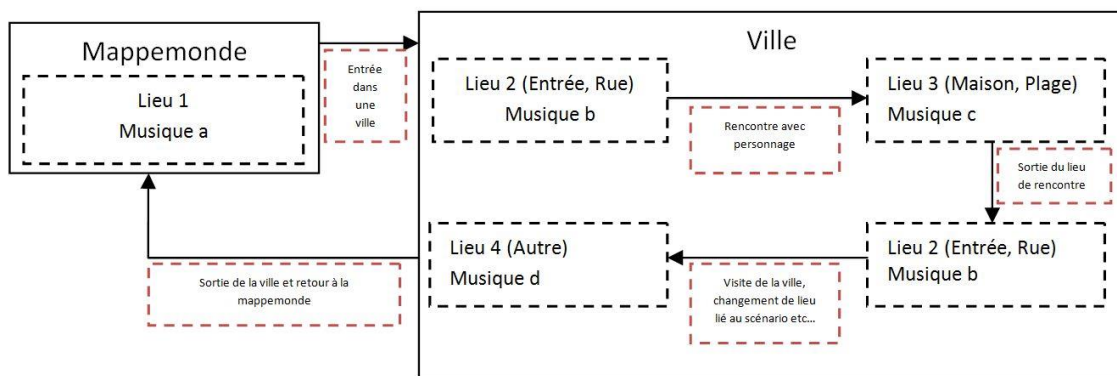 Mappemonde
Lieu 1
Musique a
Entrée
dans
une
ville
Ville
Lieu 2 (Entrée, Rue)
Musique b
Rencontre avec
personnage
Lieu 3 (Maison, Plage)
Musique c
Sortie du lieu
de rencontre
Lieu 2 (Entrée, Rue)
Musique b
Visite de la ville,
changement de lieu
lié au scénario etc...
Lieu 4 (Autre)
Musique d
Sortie de la ville et retour à la
mappemonde